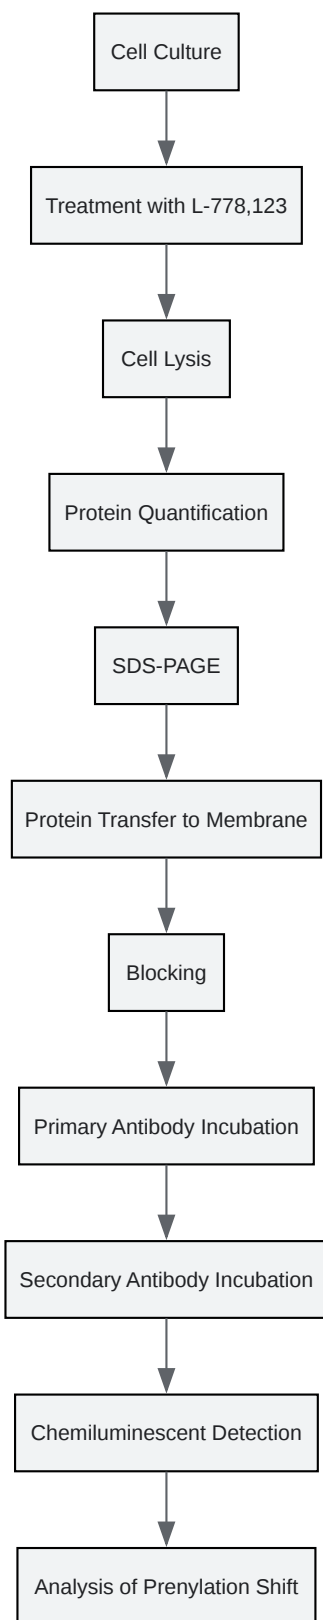 Cell Culture
Treatment with L-778,123
Cell Lysis
Protein Quantification
SDS-PAGE
Protein Transfer to Membrane
Blocking
Primary Antibody Incubation
Secondary Antibody Incubation
Chemiluminescent Detection
Analysis of Prenylation Shift